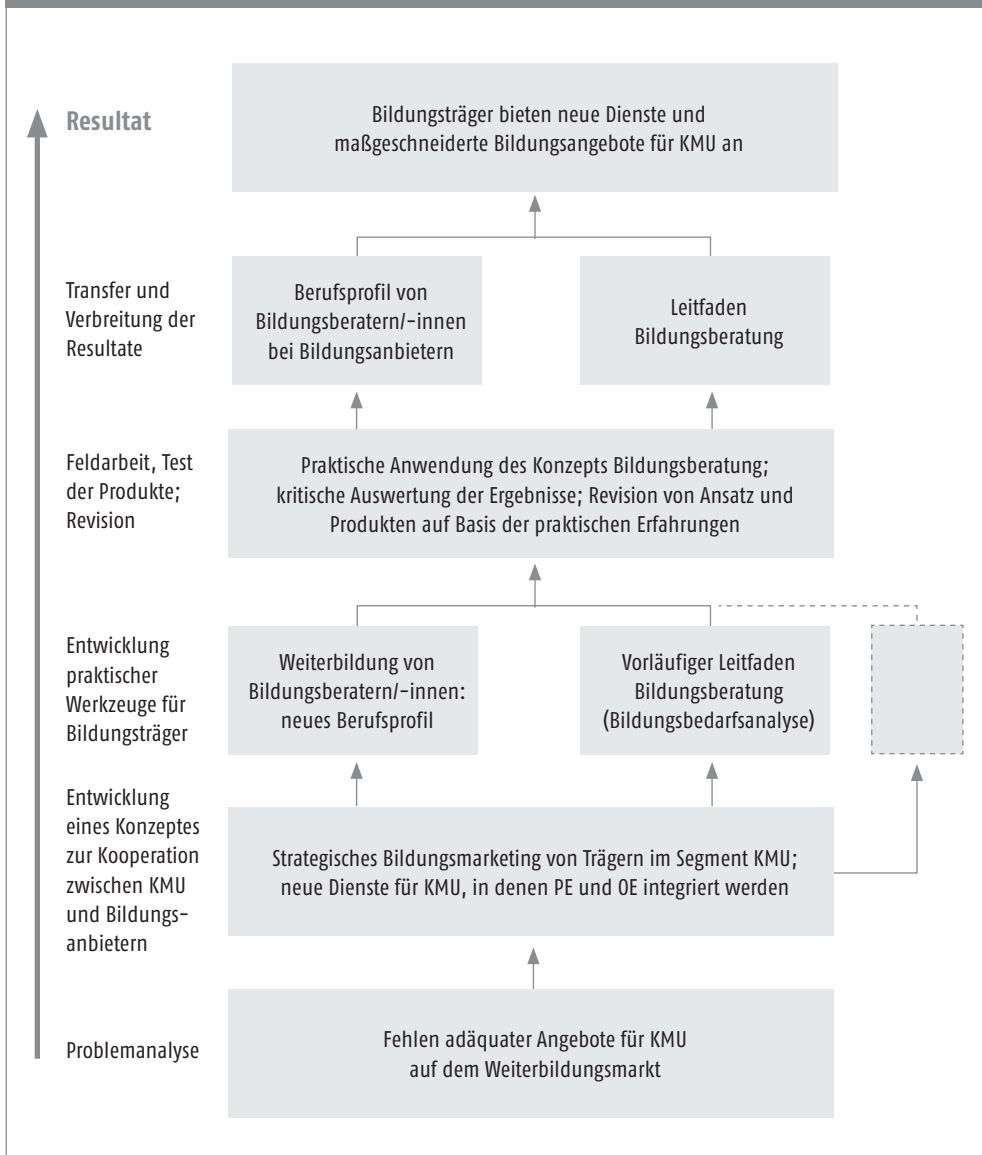 Resultat
Bildungsträger bieten neue Dienste und
maßgeschneiderte Bildungsangebote für KMU an
Transfer und
Verbreitung der
Resultate
Berufsprofil von
Bildungsberatern/-innen
bei Bildungsanbietern
Leitfaden
Bildungsberatung
Feldarbeit, Test
der Produkte;
Revision
Praktische Anwendung des Konzepts Bildungsberatung;
kritische Auswertung der Ergebnisse; Revision von Ansatz und
Produkten auf Basis der praktischen Erfahrungen
Entwicklung
praktischer
Werkzeuge für
Bildungsträger
Weiterbildung von
Bildungsberatern/-innen:
neues Berufsprofil
Vorläufiger Leitfaden
Bildungsberatung
(Bildungsbedarfsanalyse)
Entwicklung
eines Konzeptes
zur Kooperation
zwischen KMU
und Bildungs-
anbietern
Strategisches Bildungsmarketing von Trägern im Segment KMU;
neue Dienste für KMU, in denen PE und OE integriert werden
Problemanalyse
Fehlen adäquater Angebote für KMU
auf dem Weiterbildungsmarkt